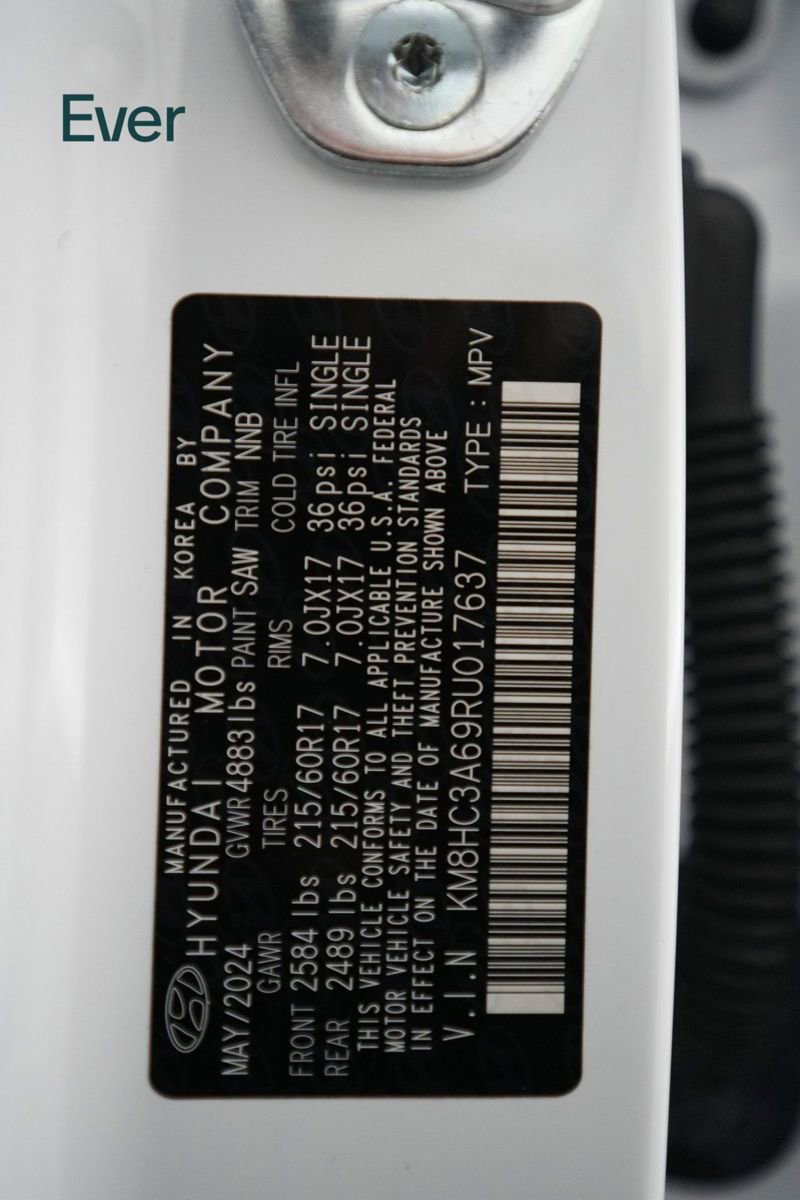 Ever
MANUFACTURED IN KOREA BY
HYUNDAI MOTOR COMPANY
MAY/2024 GVWR 4883 lbs PAINT SAW TRIM NNB
GAWR TIRES RIMS COLD TIRE INFL
FRONT 2584 lbs 215/60R17 7.0JX17 36psi SINGLE
REAR 2489 lbs 215/60R17 7.0JX17 36psi SINGLE
THIS VEHICLE CONFORMS TO ALL APPLICABLE U.S.A. FEDERAL
MOTOR VEHICLE SAFETY AND THEFT PREVENTION STANDARDS
IN EFFECT ON THE DATE OF MANUFACTURE SHOWN ABOVE
V.I.N KM8HC3A69RU017637 TYPE : MPV